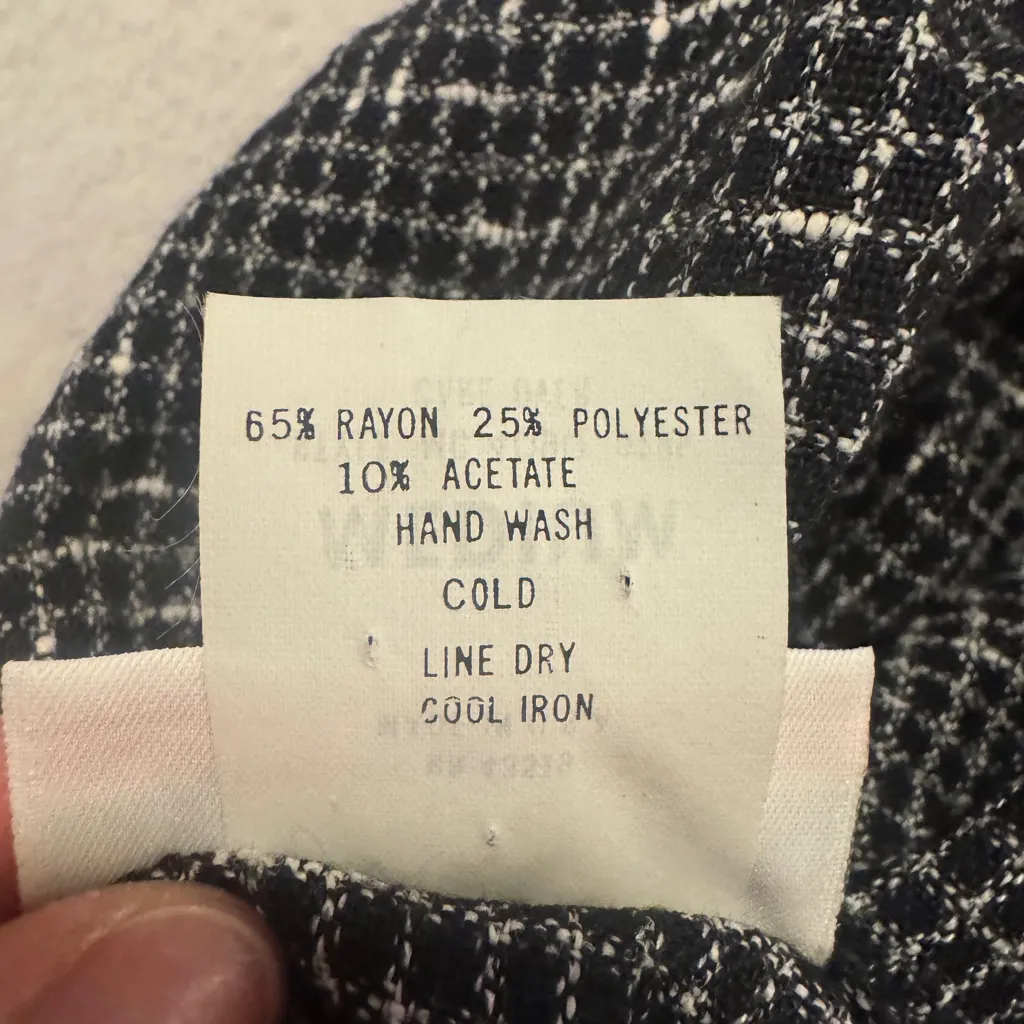 65% RAYON 25% POLYESTER
10% ACETATE
HAND WASH
COLD
LINE DRY
COOL IRON